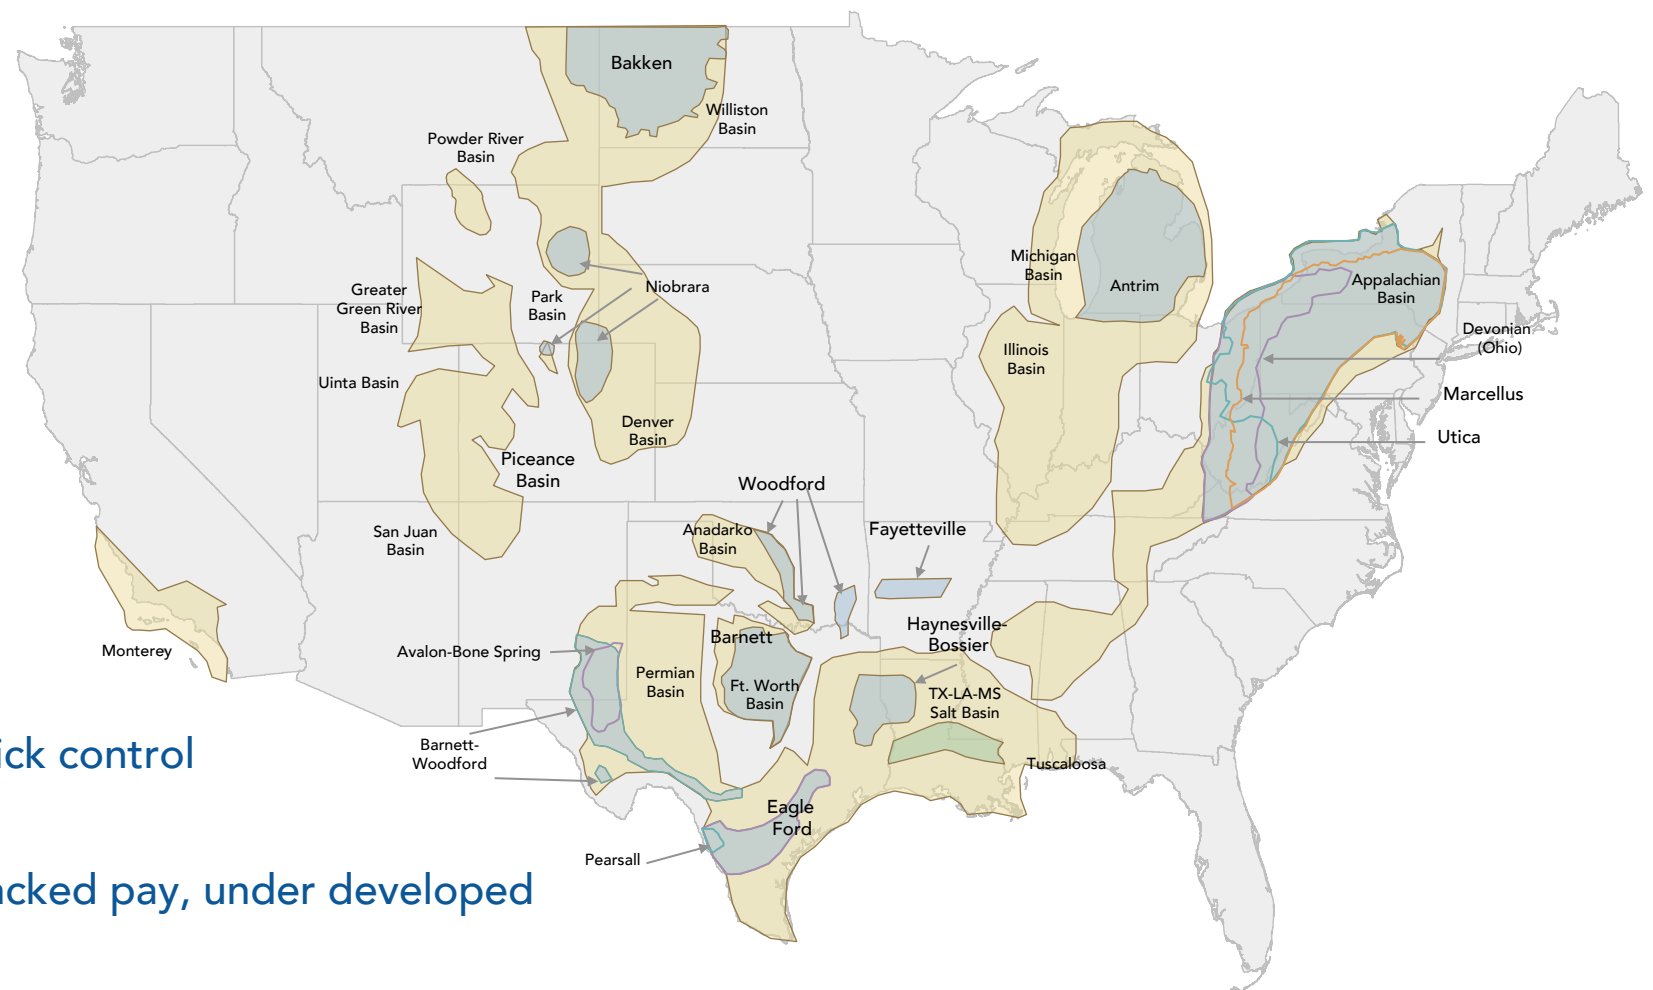 Bakken
Williston
Basin
Powder River
Basin
Michigan
Basin
Antrim
Appalachian
Basin
Greater
Green River
Basin
Park
Basin
Niobrara
Devonian
(Ohio)
Illinois
Basin
Uinta Basin
Marcellus
Denver
Basin
Utica
Piceance
Basin
Woodford
San Juan
Basin
Anadarko
Basin
Fayetteville
Haynesville-
Bossier
Barnett
Monterey
Avalon-Bone Spring
Permian
Basin
Ft. Worth
Basin
TX-LA-MS
Salt Basin
ick control
Barnett-
Woodford
Tuscaloosa
Eagle
Ford
Pearsall
acked pay, under developed